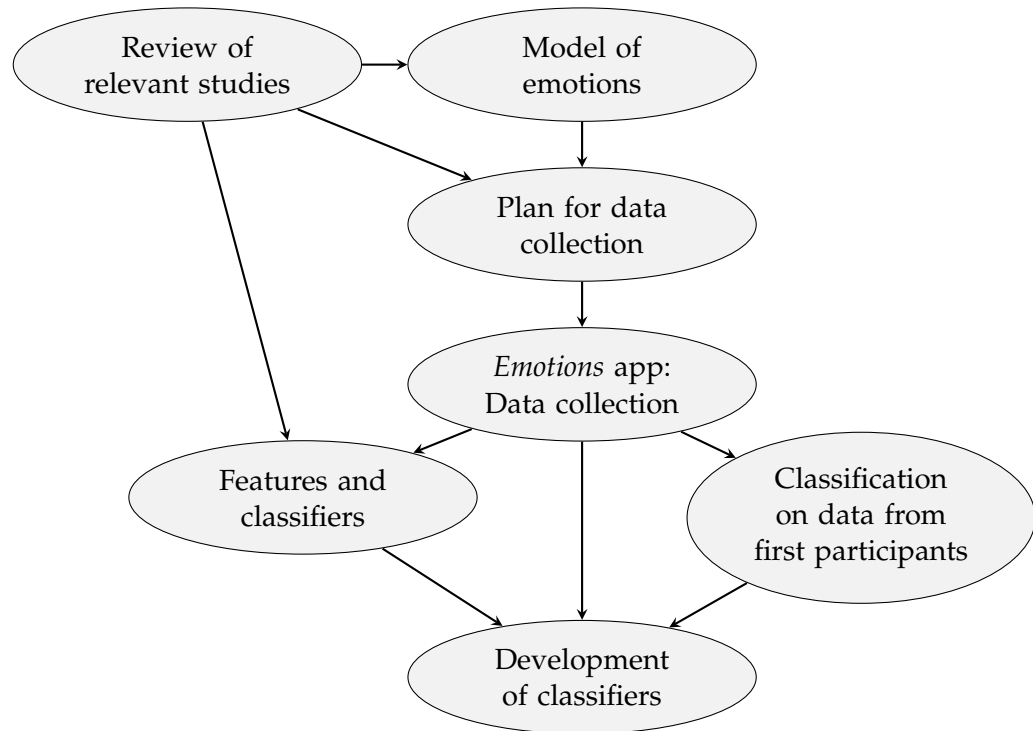 Review of
relevant studies
Model of
emotions
Plan for data
collection
Emotions app:
Data collection
Features and
classifiers
Classification
on data from
first participants
Development
of classifiers